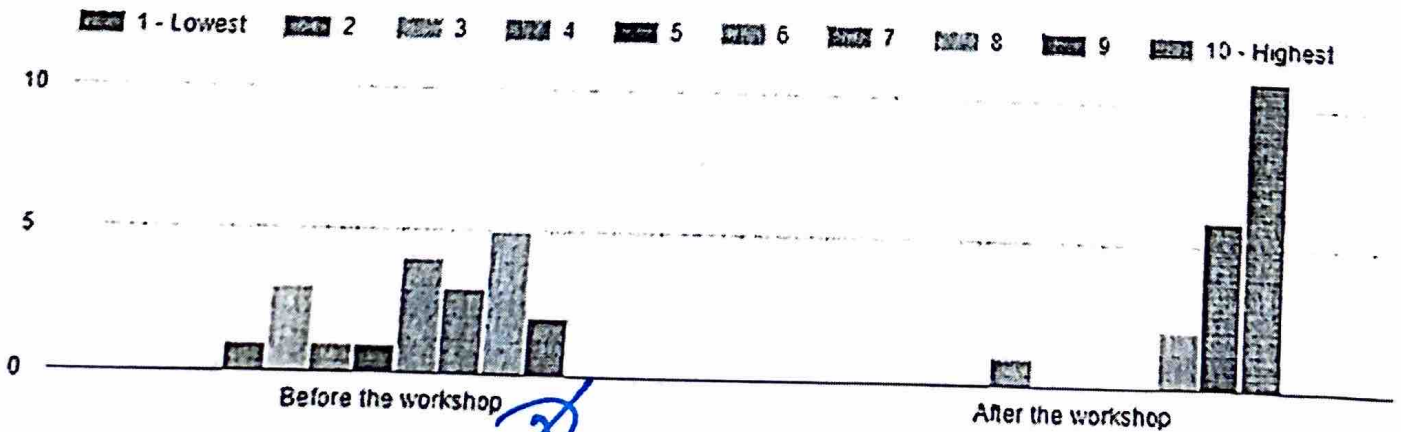 1 - Lowest 2 3 4 5 6 7 8 9 10 - Highest
10
5
0
Before the workshop
After the workshop